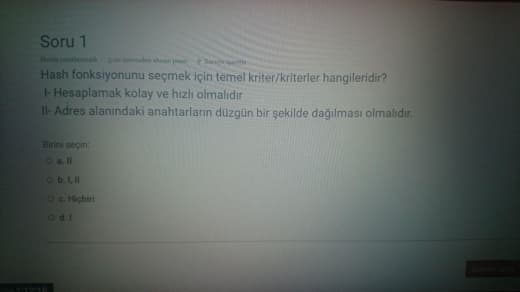 Soru 1
Hash fonksiyonunu seçmek için temel kriter/kriterler hangileridir?
I- Hesaplamak kolay ve hızlı olmalıdır
II- Adres alanındaki anahtarların düzgün bir şekilde dağılması olmalıdır.
Birini seçin:
a. II
b. I, II
c. Hiçbiri
d. I